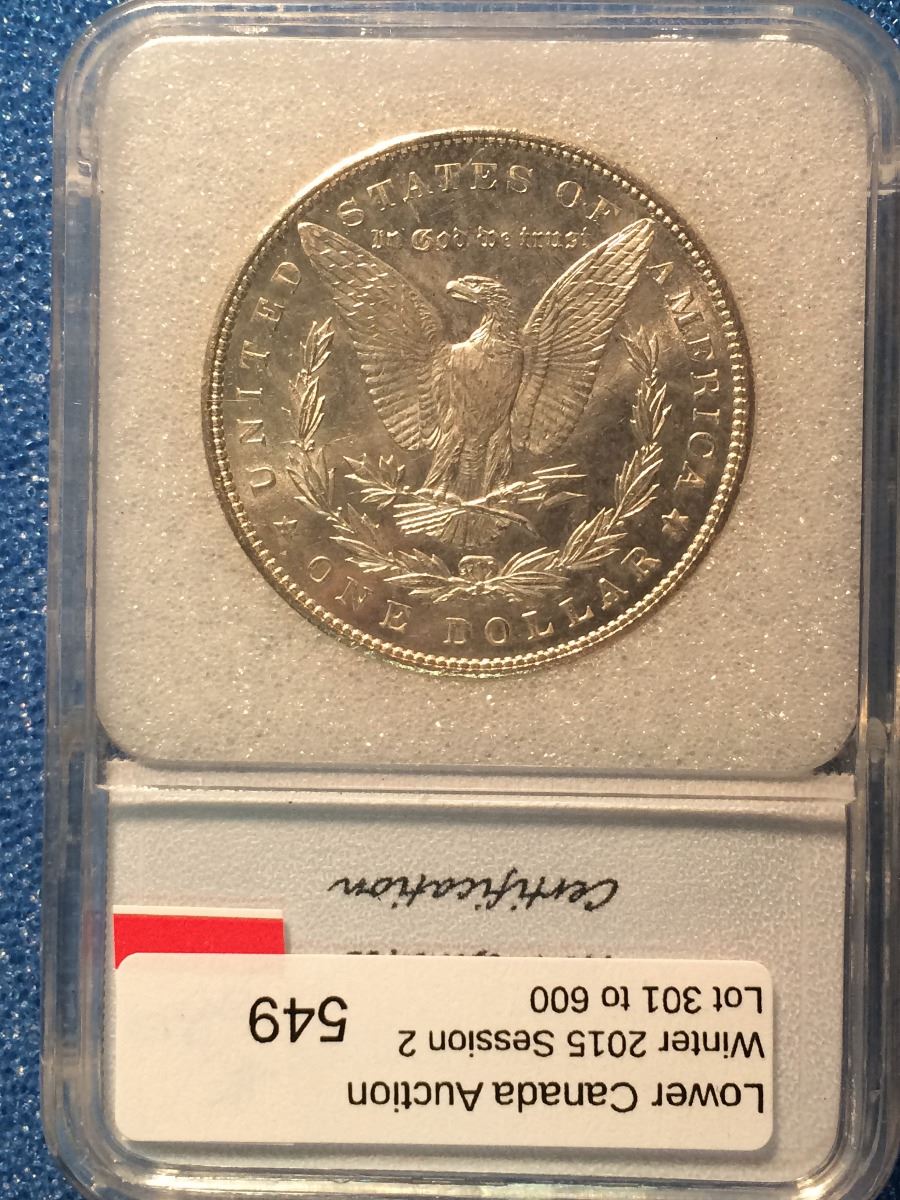 UNITED STATES OF AMERICA
In God we trust
ONE DOLLAR
Certification
Lower Canada Auction
Winter 2015 Session 2
Lot 301 to 600
549